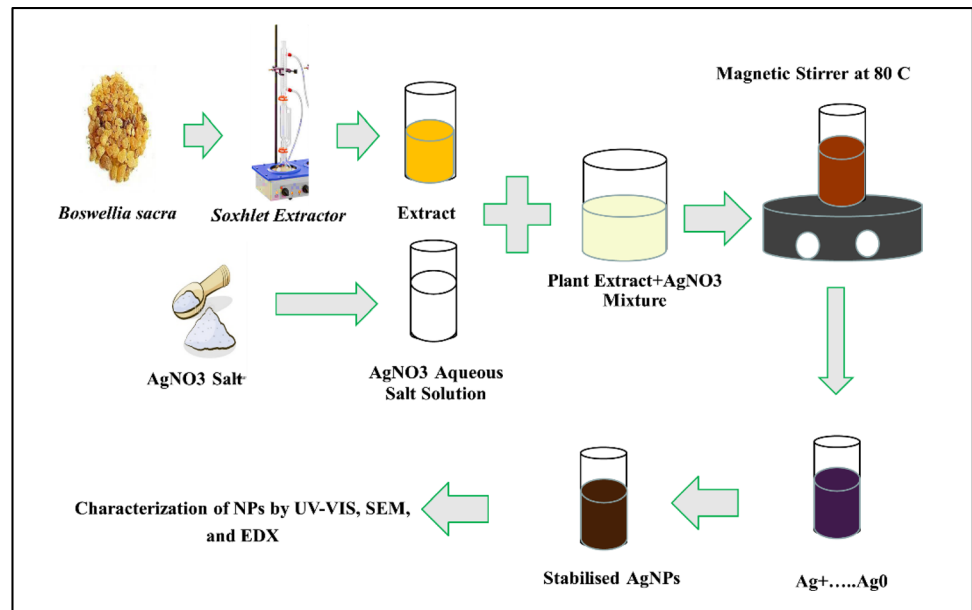 Magnetic Stirrer at 80 C
Boswellia sacra
Soxhlet Extractor
Extract
Plant Extract+AgNO3
Mixture
AgNO3 Salt
AgNO3 Aqueous
Salt Solution
Characterization of NPs by UV-VIS, SEM,
and EDX
Stabilised AgNPs
Ag+…..Ag0